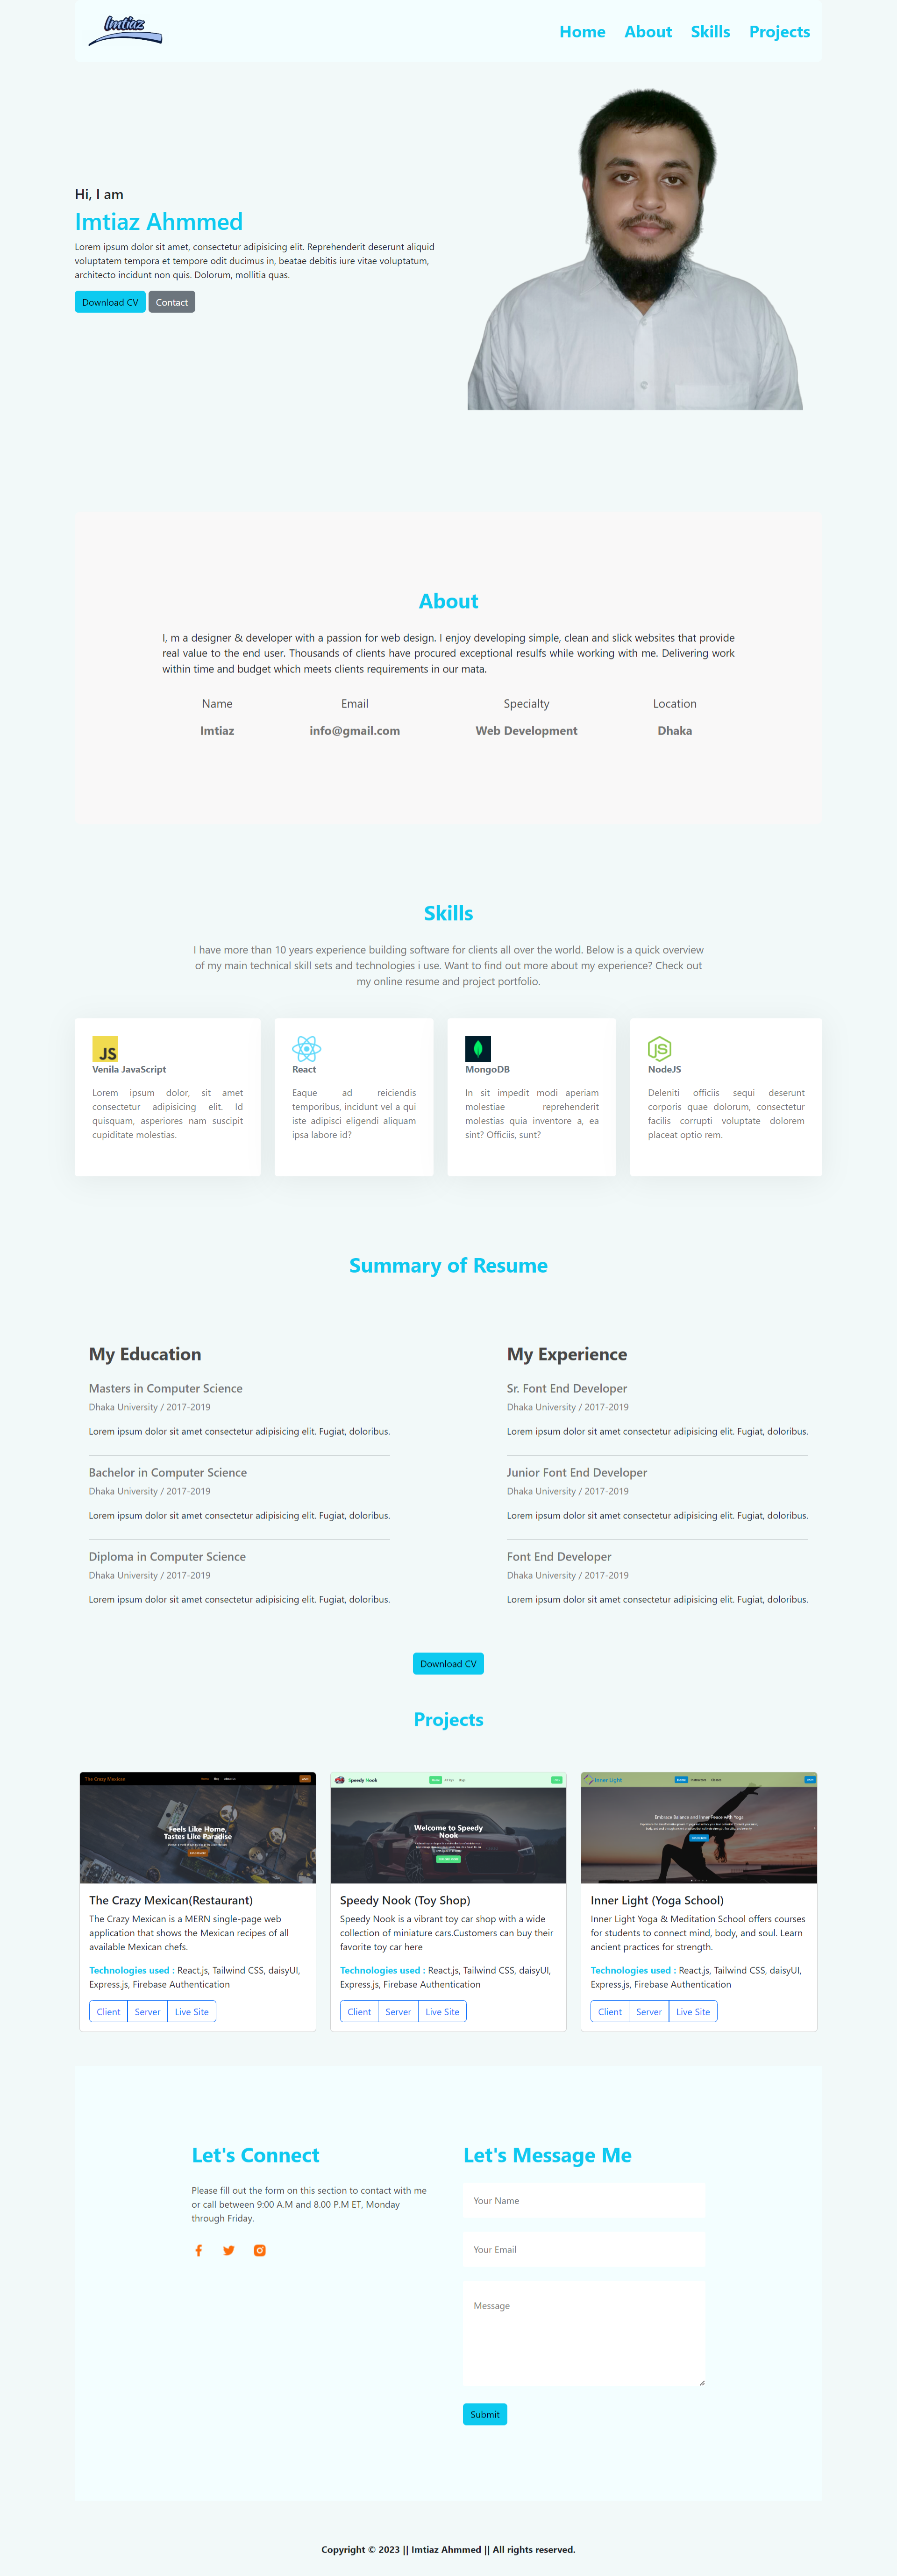 Imtiaz
Home About Skills Projects
Hi, I am
Imtiaz Ahmmed
Lorem ipsum dolor sit amet, consectetur adipisicing elit. Reprehenderit deserunt aliquid
voluptatem tempora et tempore odit ducimus in, beatae debitis iure vitae voluptatum,
architecto incidunt non quis. Dolorum, mollitia quas.
Download CV Contact
About
I, m a designer & developer with a passion for web design. I enjoy developing simple, clean and slick websites that provide
real value to the end user. Thousands of clients have procured exceptional resulfs while working with me. Delivering work
within time and budget which meets clients requirements in our mata.
Name Email Specialty Location
Imtiaz info@gmail.com Web Development Dhaka
Skills
I have more than 10 years experience building software for clients all over the world. Below is a quick overview
of my main technical skill sets and technologies i use. Want to find out more about my experience? Check out
my online resume and project portfolio.
JS
Venila JavaScript
Lorem ipsum dolor, sit amet
consectetur adipisicing elit. Id
quisquam, asperiores nam suscipit
cupiditate molestias.
React
Eaque ad reiciendis
temporibus, incidunt vel a qui
iste adipisci eligendi aliquam
ipsa labore id?
MongoDB
In sit impedit modi aperiam
molestiae reprehenderit
molestias quia inventore a, ea
sint? Officiis, sunt?
JS
NodeJS
Deleniti officiis sequi deserunt
corporis quae dolorum, consectetur
facilis corrupti voluptate dolorem
placeat optio rem.
Summary of Resume
My Education
Masters in Computer Science
Dhaka University / 2017-2019
Lorem ipsum dolor sit amet consectetur adipisicing elit. Fugiat, doloribus.
Bachelor in Computer Science
Dhaka University / 2017-2019
Lorem ipsum dolor sit amet consectetur adipisicing elit. Fugiat, doloribus.
Diploma in Computer Science
Dhaka University / 2017-2019
Lorem ipsum dolor sit amet consectetur adipisicing elit. Fugiat, doloribus.
My Experience
Sr. Font End Developer
Dhaka University / 2017-2019
Lorem ipsum dolor sit amet consectetur adipisicing elit. Fugiat, doloribus.
Junior Font End Developer
Dhaka University / 2017-2019
Lorem ipsum dolor sit amet consectetur adipisicing elit. Fugiat, doloribus.
Font End Developer
Dhaka University / 2017-2019
Lorem ipsum dolor sit amet consectetur adipisicing elit. Fugiat, doloribus.
Download CV
Projects
The Crazy Mexican
Feels Like Home,
Tastes Like Paradise
The Crazy Mexican(Restaurant)
The Crazy Mexican is a MERN single-page web
application that shows the Mexican recipes of all
available Mexican chefs.
Technologies used : React.js, Tailwind CSS, daisyUI,
Express.js, Firebase Authentication
Client Server Live Site
Speedy Nook
Welcome to Speedy
Nook
Speedy Nook (Toy Shop)
Speedy Nook is a vibrant toy car shop with a wide
collection of miniature cars.Customers can buy their
favorite toy car here
Technologies used : React.js, Tailwind CSS, daisyUI,
Express.js, Firebase Authentication
Client Server Live Site
Inner Light
Embrace Balance and Inner Peace with Yoga
Inner Light (Yoga School)
Inner Light Yoga & Meditation School offers courses
for students to connect mind, body, and soul. Learn
ancient practices for strength.
Technologies used : React.js, Tailwind CSS, daisyUI,
Express.js, Firebase Authentication
Client Server Live Site
Let's Connect
Please fill out the form on this section to contact with me
or call between 9:00 A.M and 8.00 P.M ET, Monday
through Friday.
Let's Message Me
Your Name
Your Email
Message
Submit
Copyright © 2023 || Imtiaz Ahmmed || All rights reserved.